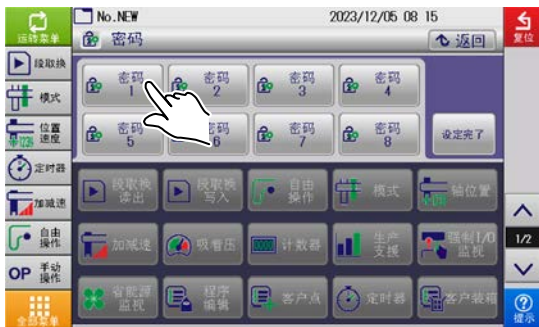 No.NEW 2023/12/05 08 15
运转菜单 密码 返回 复位
段取换
密码 密码 密码 密码
1 2 3 4
模式
位置
速度
密码 密码 密码 密码
5 6 7 8
设定完了
定时器
段取换
读出
段取换
写入
自由
操作
模式
轴位置
加减速
自由
操作
加减速
吸着压
计数器
生产
支援
强制I/O
监视
1/2
OP 手动
操作
省能源
监视
程序
编辑
客户点
定时器
客户装箱
全部菜单
提示